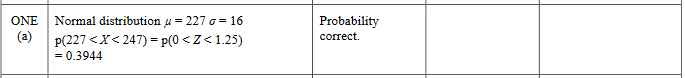 ONE
(a)
Normal distribution μ = 227 σ = 16
p(227 < X < 247) = p(0 < Z < 1.25)
= 0.3944
Probability
correct.